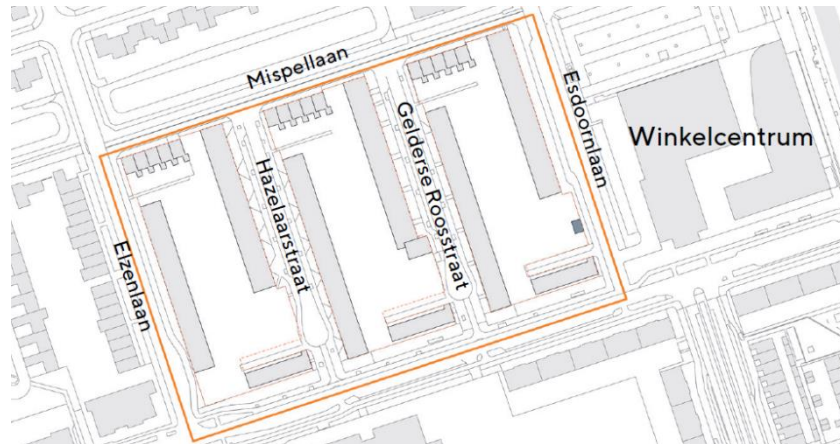 Mispellaan
Esdoornlaan
Winkelcentrum
Gelderse Roosstraat
Hazelaarstraat
Elzenlaan